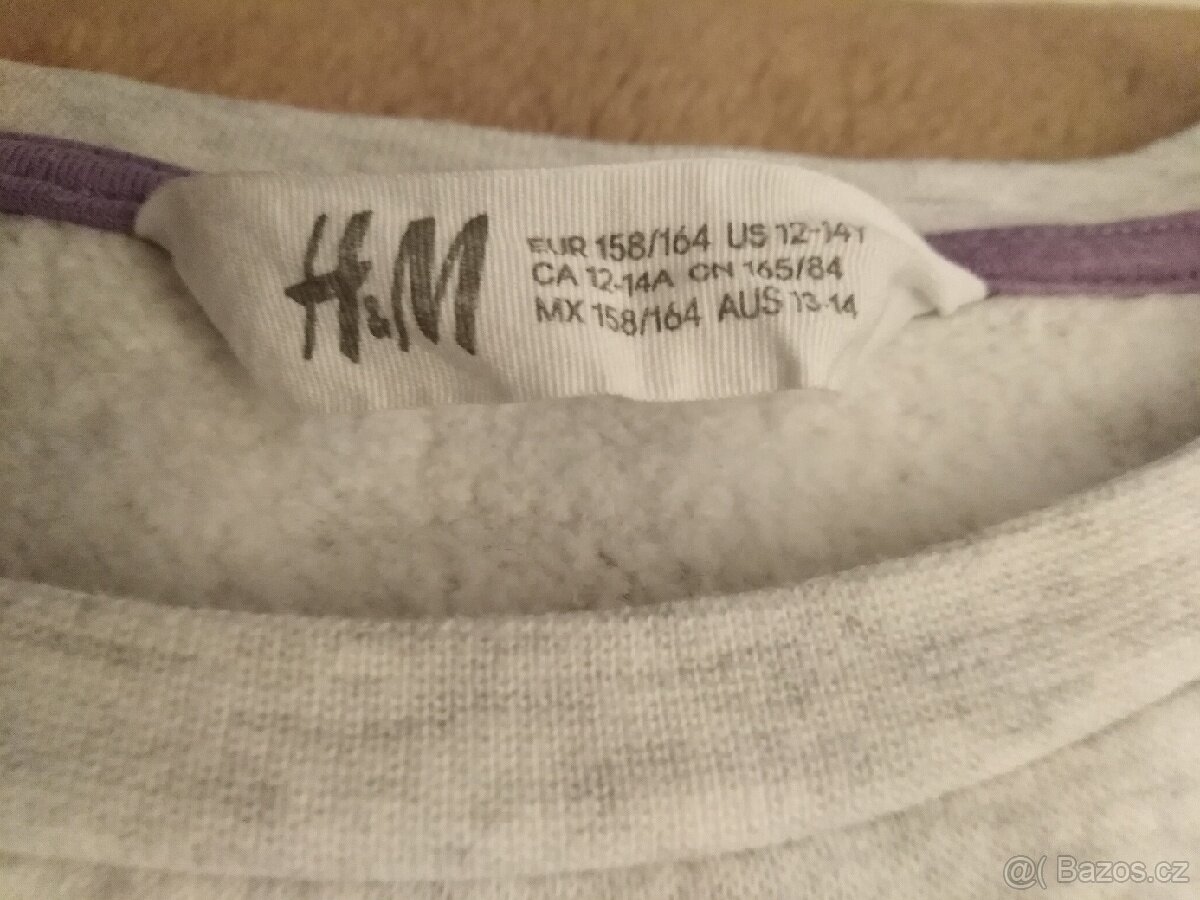 H&M
EUR 158/164 US 12-14Y
CA 12-14A CN 165/84
MX 158/164 AUS 13-14
@( Bazos.cz